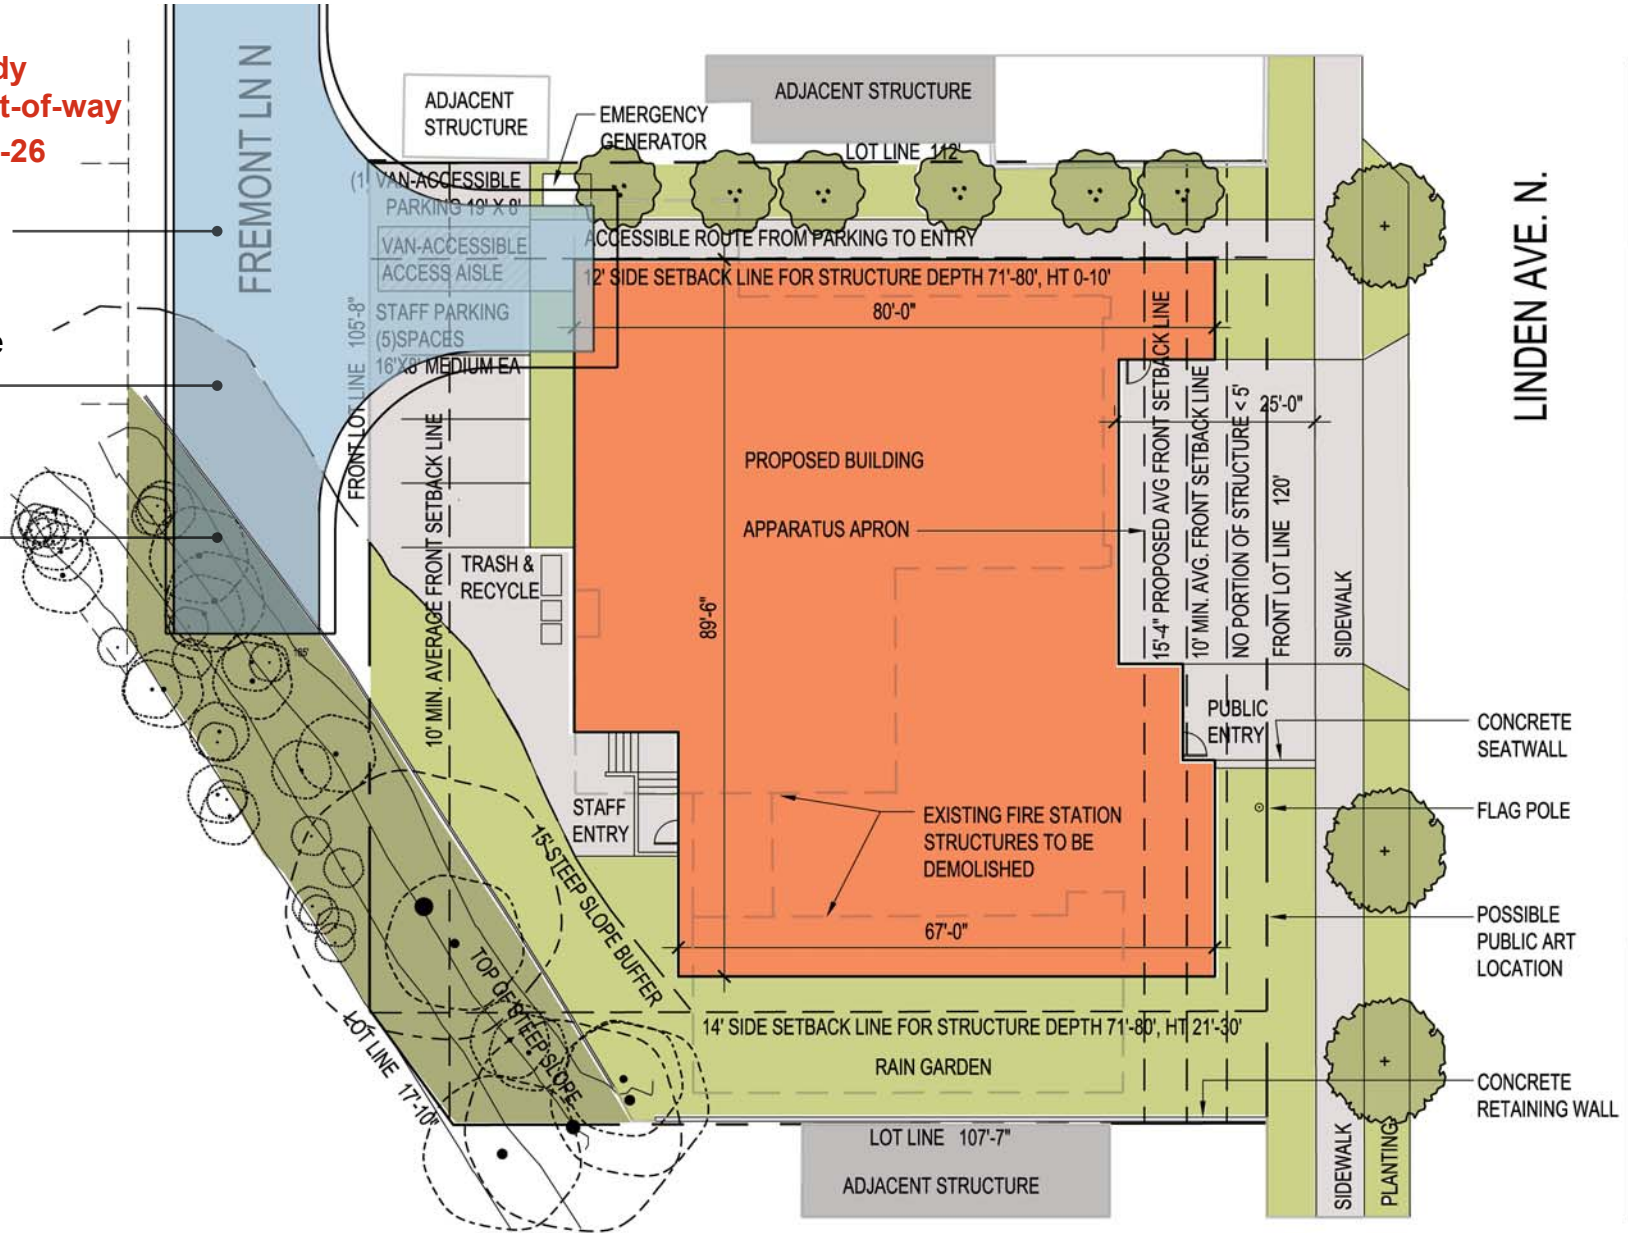 dy
t-of-way
-26
e
FREMONT LN N
ADJACENT
STRUCTURE
EMERGENCY
GENERATOR
ADJACENT STRUCTURE
LOT LINE 112'
(1
VAN-ACCESSIBLE
PARKING 19' X 8'
VAN-ACCESSIBLE
ACCESS AISLE
STAFF PARKING
(5)SPACES
16'X8' MEDIUM EA
FRONT LOT LINE 105'-8"
10' MIN. AVERAGE FRONT SETBACK LINE
ACCESSIBLE ROUTE FROM PARKING TO ENTRY
12' SIDE SETBACK LINE FOR STRUCTURE DEPTH 71'-80', HT 0-10'
80'-0"
PROPOSED BUILDING
APPARATUS APRON
89'-6"
TRASH &
RECYCLE
STAFF
ENTRY
EXISTING FIRE STATION
STRUCTURES TO BE
DEMOLISHED
67'-0"
15' STEEP SLOPE BUFFER
TOP OF STEEP SLOPE
LOT LINE 17'-10"
14' SIDE SETBACK LINE FOR STRUCTURE DEPTH 71'-80', HT 21'-30'
RAIN GARDEN
LOT LINE 107'-7"
ADJACENT STRUCTURE
15'-4" PROPOSED AVG FRONT SETBACK LINE
10' MIN. AVG. FRONT SETBACK LINE
NO PORTION OF STRUCTURE < 5'
FRONT LOT LINE 120'
25'-0"
PUBLIC
ENTRY
SIDEWALK
LINDEN AVE. N.
CONCRETE
SEATWALL
FLAG POLE
POSSIBLE
PUBLIC ART
LOCATION
CONCRETE
RETAINING WALL
SIDEWALK
PLANTING